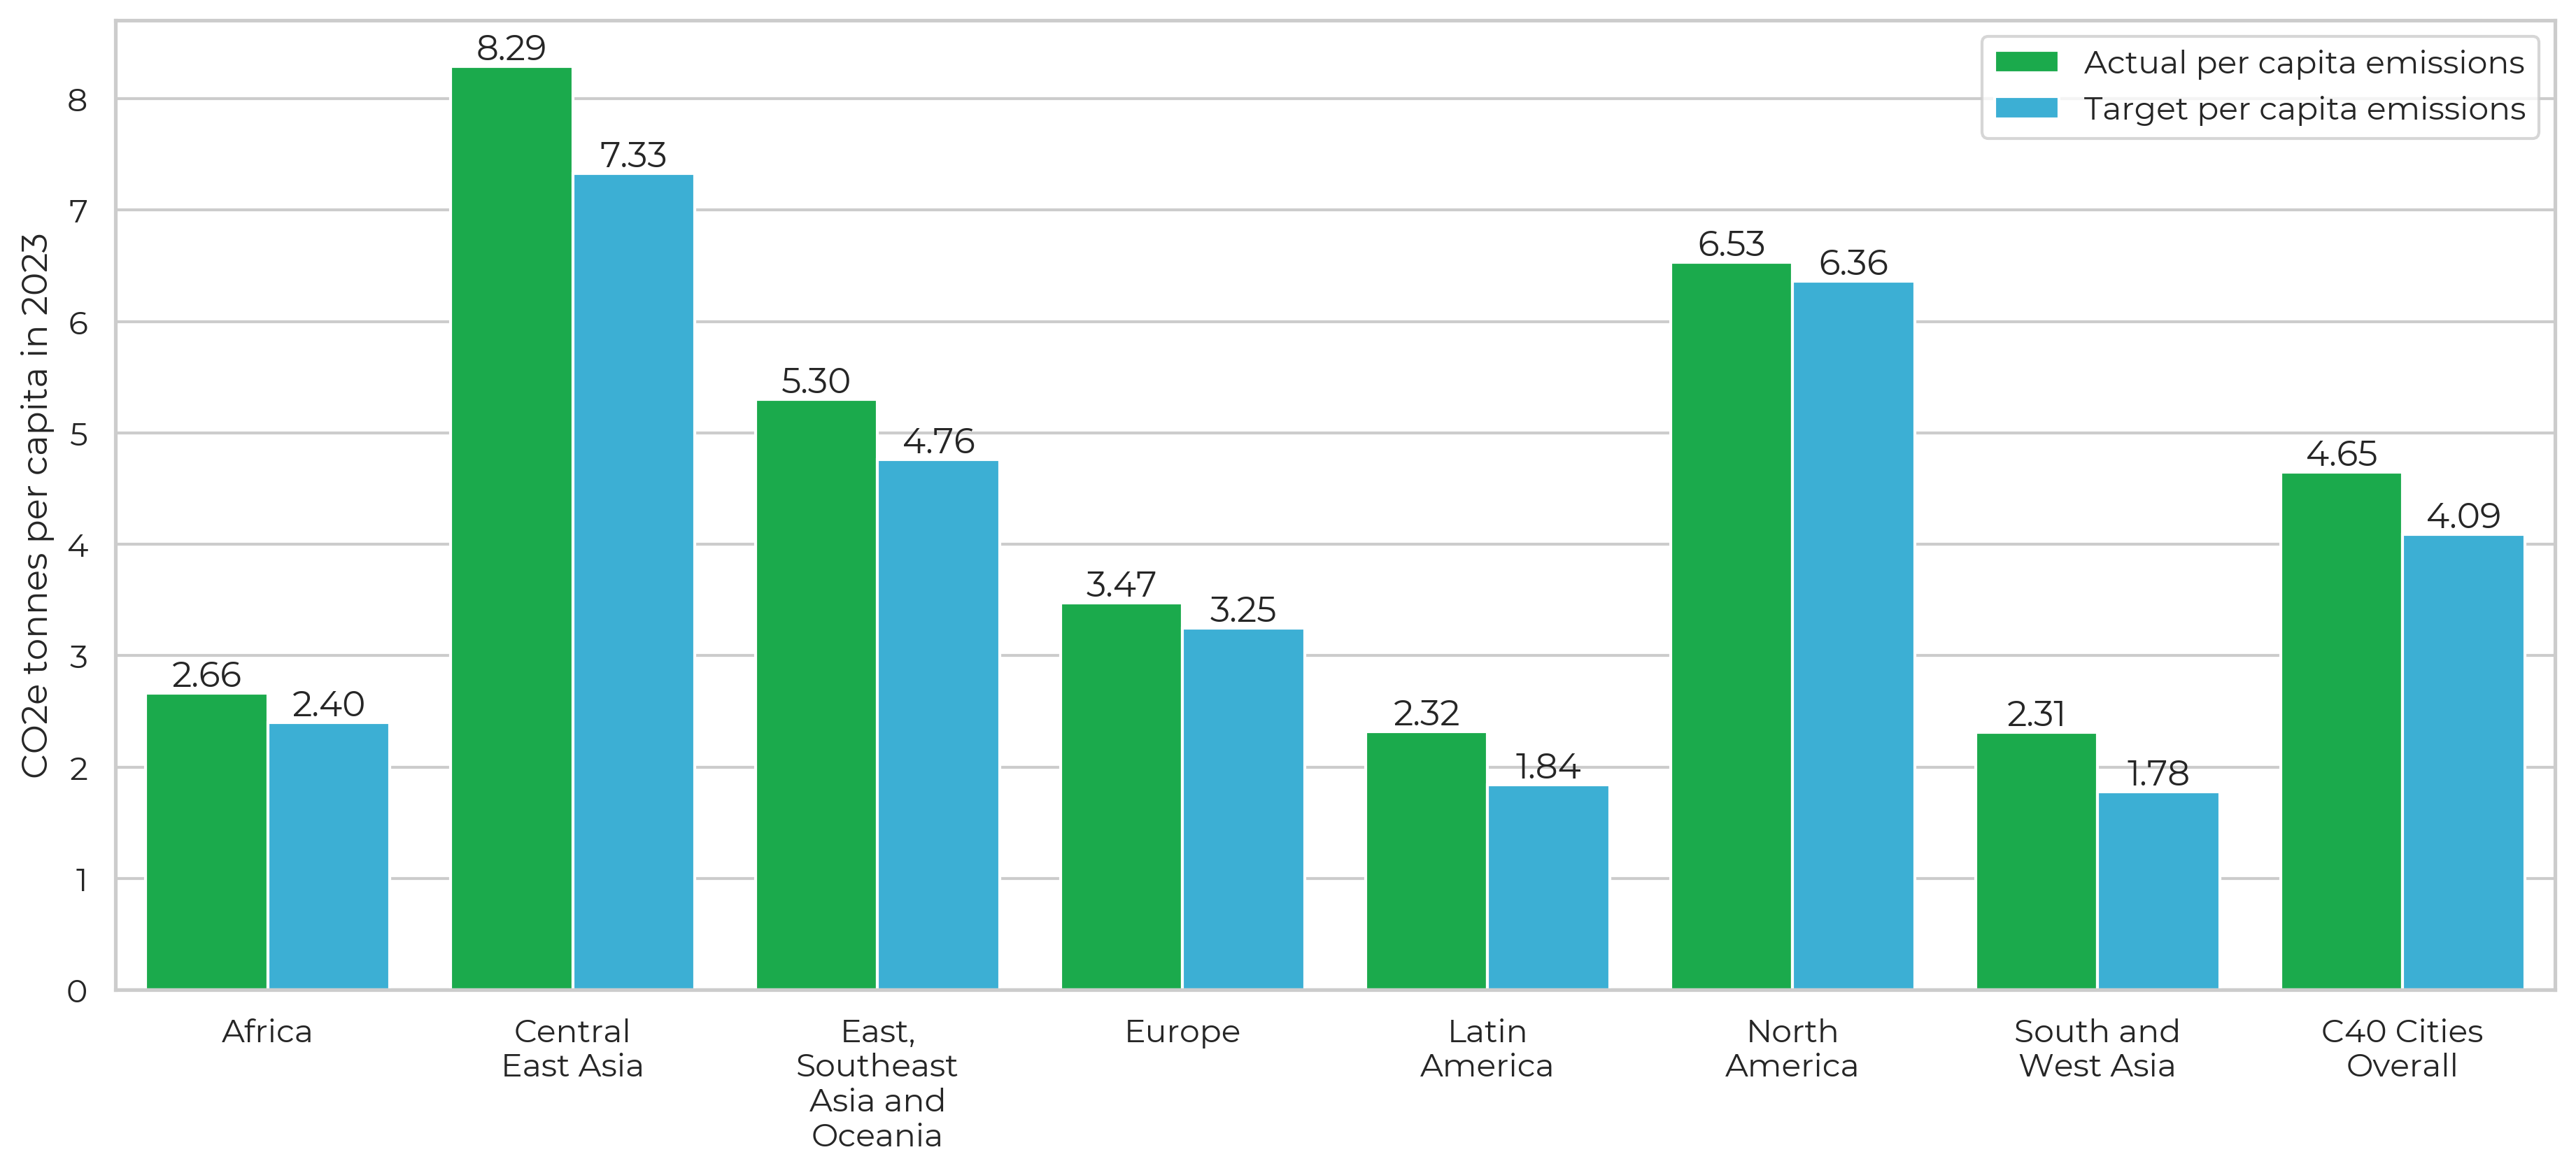 Actual per capita emissions
Target per capita emissions
CO2e tonnes per capita in 2023
8
7
6
5
4
3
2
1
0
2.66
2.40
8.29
7.33
5.30
4.76
3.47
3.25
2.32
1.84
6.53
6.36
2.31
1.78
4.65
4.09
Africa
Central
East Asia
East,
Southeast
Asia and
Oceania
Europe
Latin
America
North
America
South and
West Asia
C40 Cities
Overall